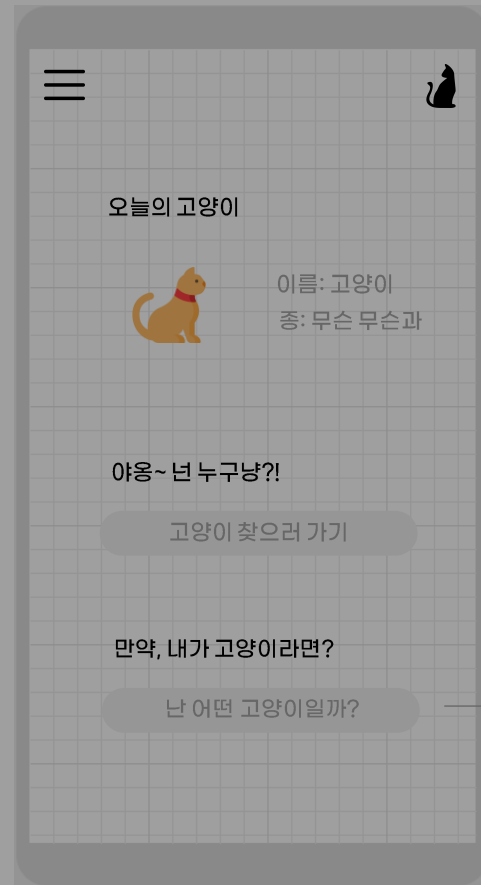 오늘의 고양이
이름: 고양이
종: 무슨 무슨과
야옹~ 넌 누구냥?!
고양이 찾으러 가기
만약, 내가 고양이라면?
난 어떤 고양이일까?